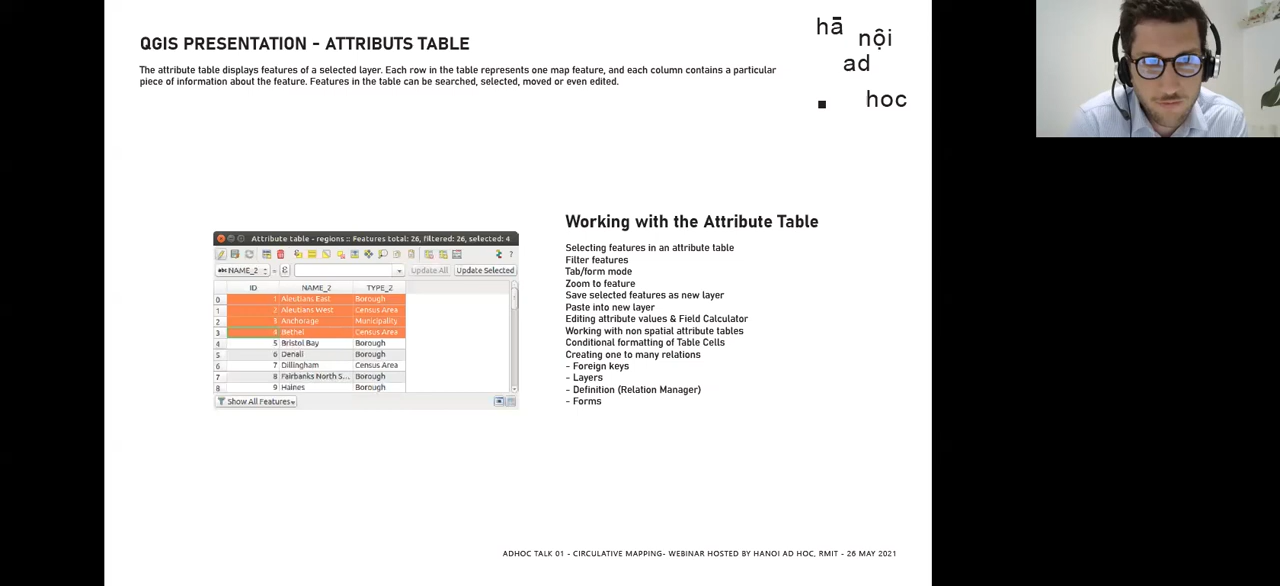 QGIS PRESENTATION - ATTRIBUTS TABLE
The attribute table displays features of a selected layer. Each row in the table represents one map feature, and each column contains a particular
piece of information about the feature. Features in the table can be searched, selected, moved or even edited.
hā
nội
ad
hoc
Working with the Attribute Table
Selecting features in an attribute table
Filter features
Tab/form mode
Zoom to feature
Save selected features as new layer
Paste into new layer
Editing attribute values & Field Calculator
Working with non spatial attribute tables
Conditional formatting of Table Cells
Creating one to many relations
- Foreign keys
- Layers
- Definition (Relation Manager)
- Forms
Attribute table - regions :: Features total: 26, filtered: 26, selected: 4
abc NAME_2 = ε Update All Update Selected
ID NAME_2 TYPE_2
0 1 Aleutians East Borough
1 2 Aleutians West Census Area
2 3 Anchorage Municipality
3 4 Bethel Census Area
4 5 Bristol Bay Borough
5 6 Denali Borough
6 7 Dillingham Census Area
7 8 Fairbanks North S... Borough
8 9 Haines Borough
Show All Features
ADHOC TALK 01 - CIRCULATIVE MAPPING- WEBINAR HOSTED BY HANOI AD HOC, RMIT - 26 MAY 2021